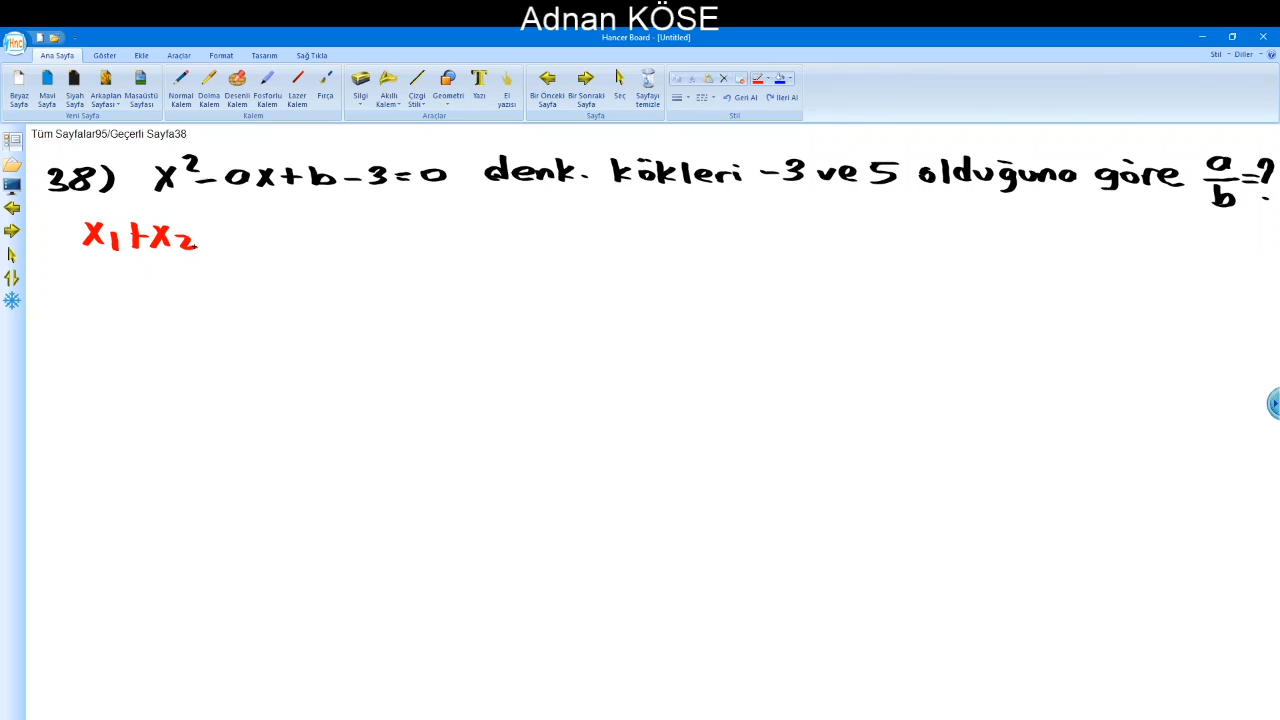 Adnan KÖSE
Hancer Board - [Untitled]
Hnc
Ana Sayfa Göster Ekle Araçlar Format Tasarım Sağ Tıkla Stil Diller
Beyaz Sayfa Mavi Sayfa Siyah Sayfa Arkaplan Sayfası Masaüstü Sayfası Normal Kalem Dolma Kalem Desenli Kalem Fosforlu Kalem Lazer Kalem Fırça Silgi Akıllı Kalem Çizgi Stili Geometri Yazı El yazısı Bir Önceki Sayfa Bir Sonraki Sayfa Seç Sayfayı temizle Geri Al İleri Al
Yeni Sayfa Kalem Araçlar Sayfa Stil
Tüm Sayfalar95/Geçerli Sayfa38
38) x²-ax+b-3=0 denk. kökleri -3 ve 5 olduğuna göre a/b=?
x₁+x₂